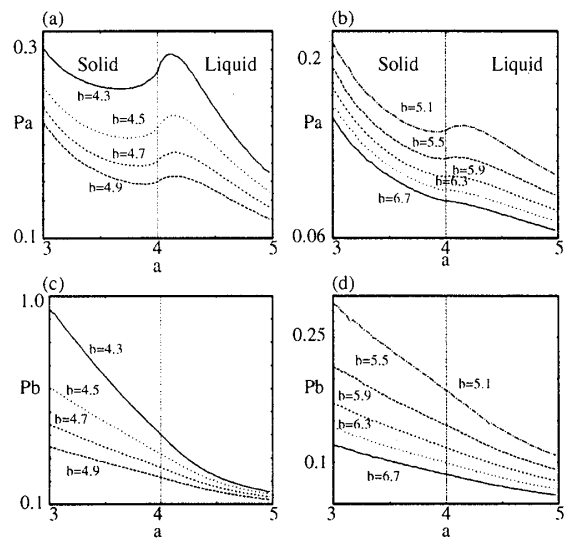 (a)
0.3
Solid
Liquid
b=4.3
b=4.5
Pa
b=4.7
b=4.9
0.1
3 4 5
a
(b)
0.2
Solid
Liquid
b=5.1
Pa
b=5.5
b=5.9
b=6.3
b=6.7
0.06
3 4 5
a
(c)
1.0
b=4.3
Pb
b=4.5
b=4.7
b=4.9
0.1
3 4 5
a
(d)
0.25
b=5.5
Pb
b=5.1
b=5.9
b=6.3
0.1
b=6.7
3 4 5
a